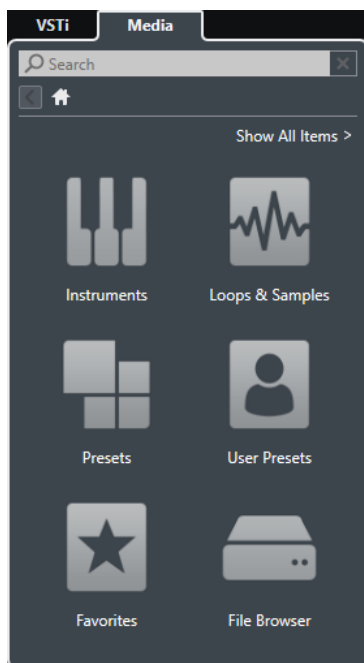 VSTi Media
Search
Show All Items >
Instruments Loops & Samples
Presets User Presets
Favorites File Browser